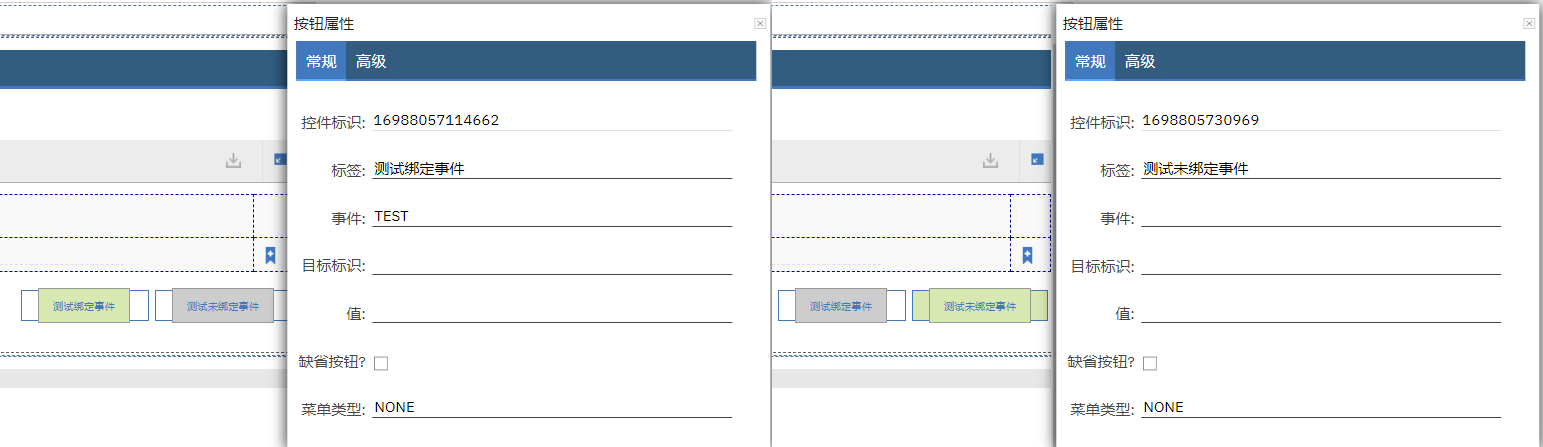 按钮属性
常规 高级
控件标识: 16988057114662
标签: 测试绑定事件
事件: TEST
目标标识:
值:
缺省按钮?
菜单类型: NONE
测试绑定事件 测试未绑定事件
按钮属性
常规 高级
控件标识: 1698805730969
标签: 测试未绑定事件
事件:
目标标识:
值:
缺省按钮?
菜单类型: NONE
测试绑定事件 测试未绑定事件